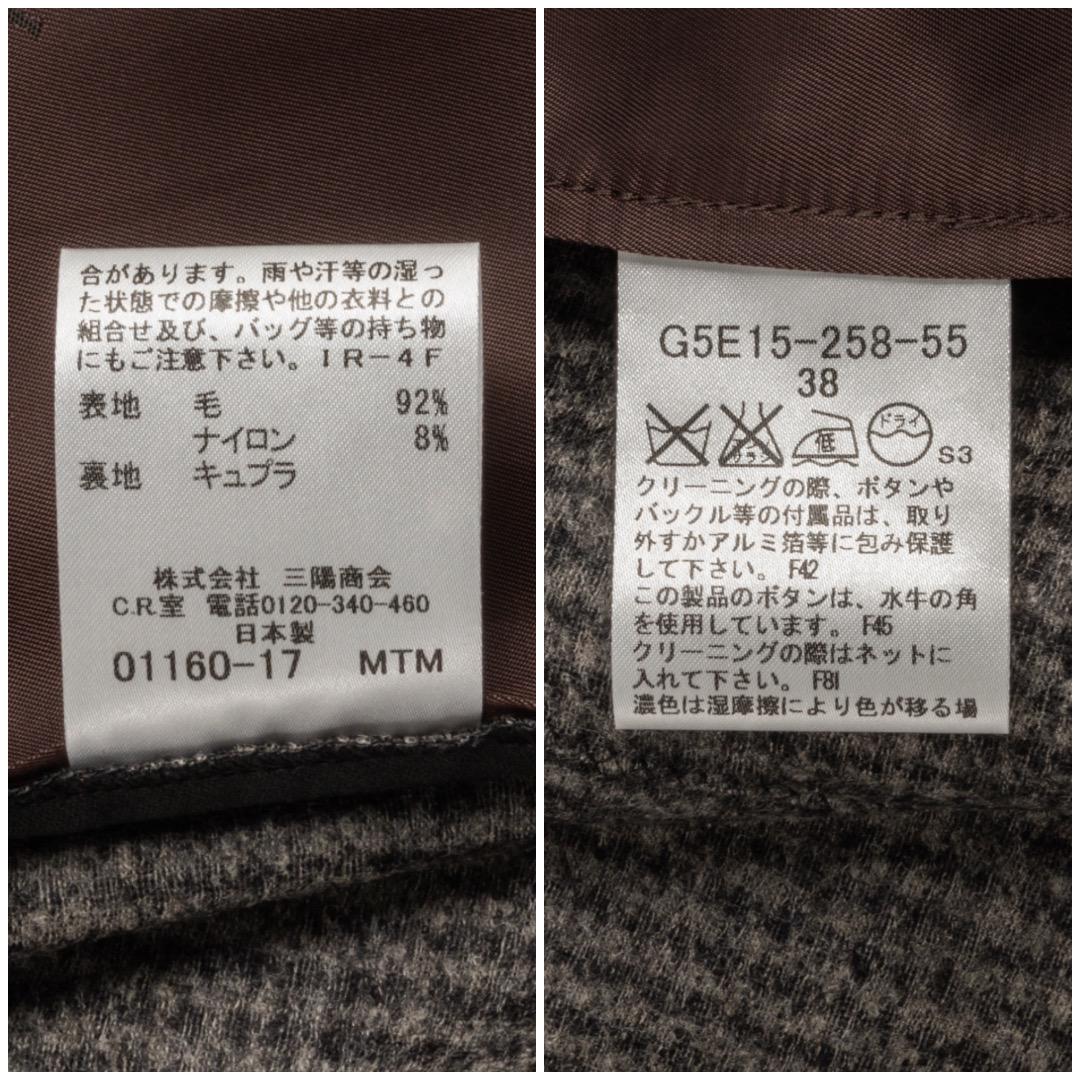 合があります。雨や汗等の湿っ
た状態での摩擦や他の衣料との
組合せ及び、バッグ等の持ち物
にもご注意下さい。IR-4F
表地 毛 92%
ナイロン 8%
裏地 キュプラ
株式会社 三陽商会
C.R.室 電話0120-340-460
日本製
01160-17 MTM
G5E15-258-55
38
低
ドライ
S3
クリーニングの際、ボタンや
バックル等の付属品は、取り
外すかアルミ箔等に包み保護
して下さい。 F42
この製品のボタンは、水牛の角
を使用しています。 F45
クリーニングの際はネットに
入れて下さい。 F81
濃色は湿摩擦により色が移る場